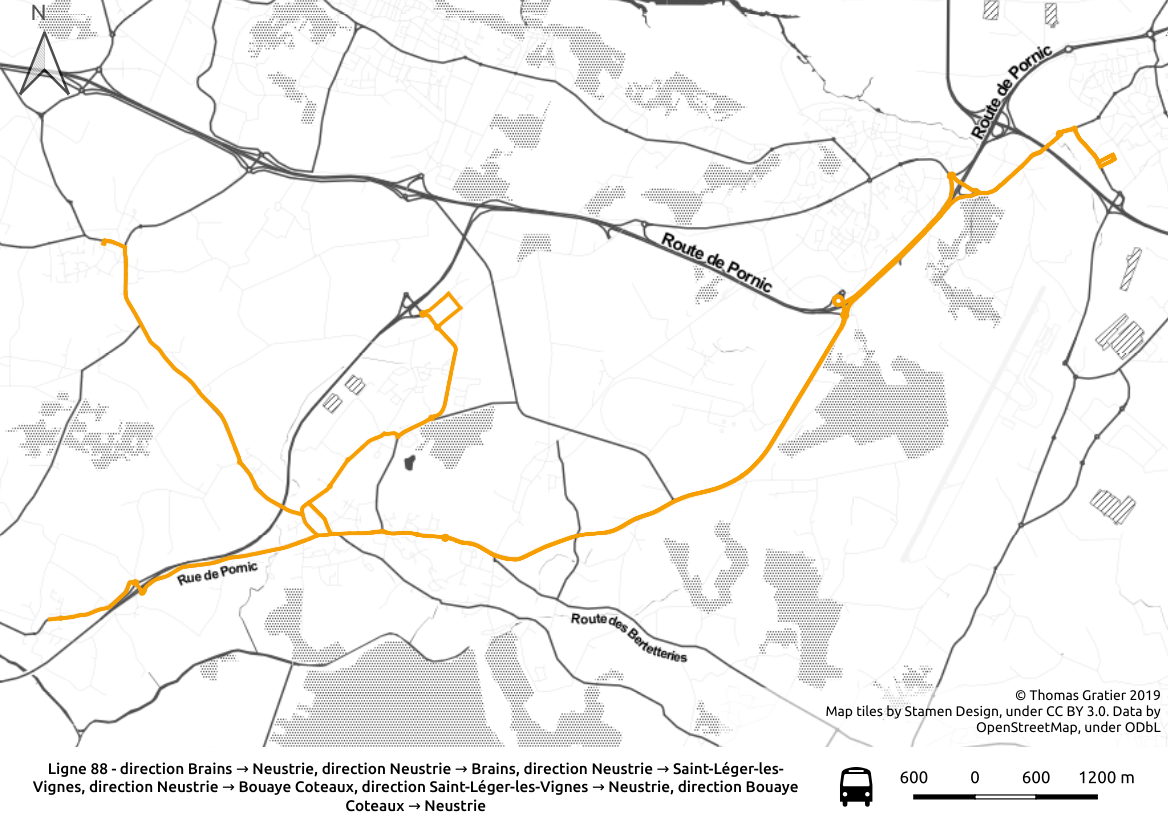 N
Route de Pornic
Route de Pornic
Rue de Pornic
Route des Bertetteries
© Thomas Gratier 2019
Map tiles by Stamen Design, under CC BY 3.0. Data by
OpenStreetMap, under ODbL
Ligne 88 - direction Brains → Neustrie, direction Neustrie → Brains, direction Neustrie → Saint-Léger-les-
Vignes, direction Neustrie → Bouaye Coteaux, direction Saint-Léger-les-Vignes → Neustrie, direction Bouaye
Coteaux → Neustrie
600 0 600 1200 m